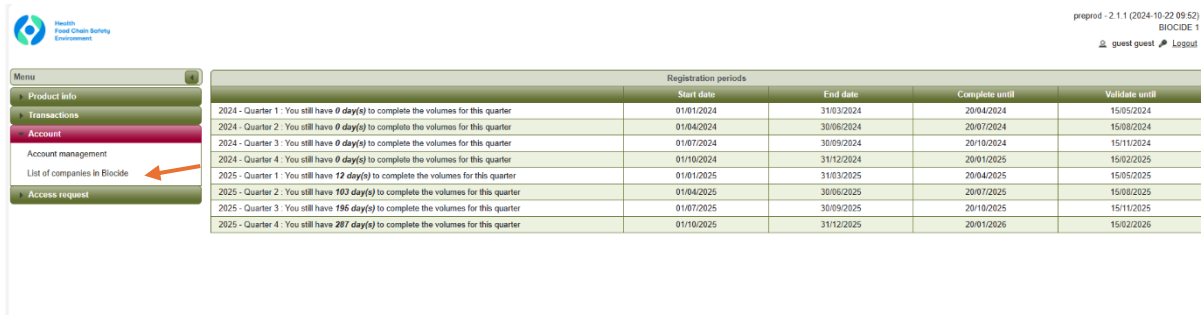 Health
Food Chain Safety
Environment
preprod - 2.1.1 (2024-10-22 09:52)
BIOCIDE 1
guest guest Logout
Menu
Product info
Transactions
Account
Account management
List of companies in Biocide
Access request
Registration periods
Start date End date Complete until Validate until
2024 - Quarter 1 : You still have 0 day(s) to complete the volumes for this quarter 01/01/2024 31/03/2024 20/04/2024 15/05/2024
2024 - Quarter 2 : You still have 0 day(s) to complete the volumes for this quarter 01/04/2024 30/06/2024 20/07/2024 15/08/2024
2024 - Quarter 3 : You still have 0 day(s) to complete the volumes for this quarter 01/07/2024 30/09/2024 20/10/2024 15/11/2024
2024 - Quarter 4 : You still have 0 day(s) to complete the volumes for this quarter 01/10/2024 31/12/2024 20/01/2025 15/02/2025
2025 - Quarter 1 : You still have 12 day(s) to complete the volumes for this quarter 01/01/2025 31/03/2025 20/04/2025 15/05/2025
2025 - Quarter 2 : You still have 103 day(s) to complete the volumes for this quarter 01/04/2025 30/06/2025 20/07/2025 15/08/2025
2025 - Quarter 3 : You still have 195 day(s) to complete the volumes for this quarter 01/07/2025 30/09/2025 20/10/2025 15/11/2025
2025 - Quarter 4 : You still have 287 day(s) to complete the volumes for this quarter 01/10/2025 31/12/2025 20/01/2026 15/02/2026